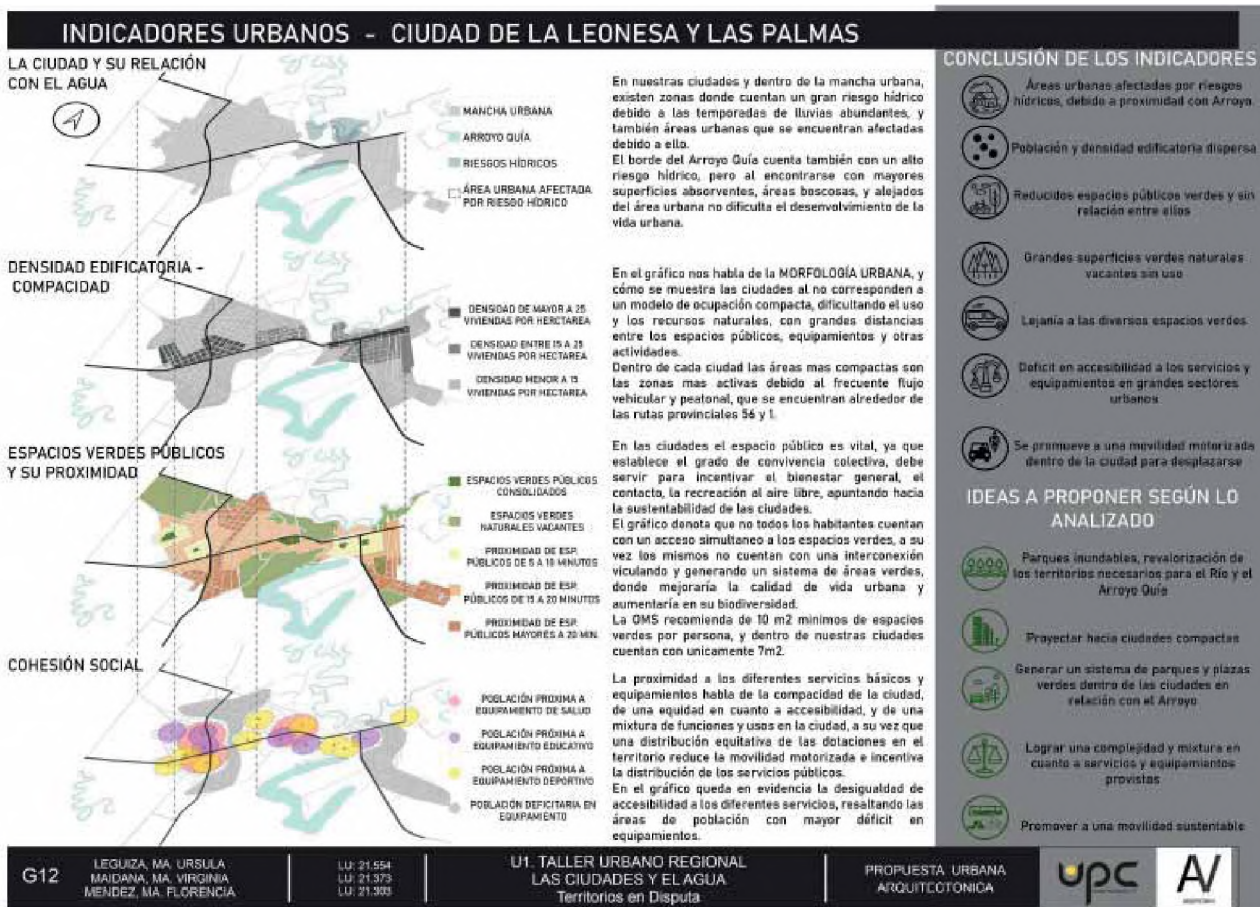 INDICADORES URBANOS - CIUDAD DE LA LEONESA Y LAS PALMAS
LA CIUDAD Y SU RELACIÓN
CON EL AGUA
MANCHA URBANA
ARROYO QUÍA
RIESGOS HÍDRICOS
ÁREA URBANA AFECTADA
POR RIESGO HÍDRICO
En nuestras ciudades y dentro de la mancha urbana,
existen zonas donde cuentan un gran riesgo hídrico
debido a las temporadas de lluvias abundantes, y
también áreas urbanas que se encuentran afectadas
debido a ello.
El borde del Arroyo Quía cuenta también con un alto
riesgo hídrico, pero al encontrarse con mayores
superficies absorventes, áreas boscosas, y alejados
del área urbana no dificulta el desenvolvimiento de la
vida urbana.
DENSIDAD EDIFICATORIA -
COMPACIDAD
DENSIDAD DE MAYOR A 25
VIVIENDAS POR HERCTAREA
DENSIDAD ENTRE 15 A 25
VIVIENDAS POR HECTAREA
DENSIDAD MENOR A 15
VIVIENDAS POR HECTAREA
En el gráfico nos habla de la MORFOLOGÍA URBANA, y
cómo se muestra las ciudades al no corresponden a
un modelo de ocupación compacta, dificultando el uso
y los recursos naturales, con grandes distancias
entre los espacios públicos, equipamientos y otras
actividades.
Dentro de cada ciudad las áreas mas compactas son
las zonas mas activas debido al frecuente flujo
vehicular y peatonal, que se encuentran alrededor de
las rutas provinciales 56 y 1.
ESPACIOS VERDES PÚBLICOS
Y SU PROXIMIDAD
ESPACIOS VERDES PÚBLICOS
CONSOLIDADOS
ESPACIOS VERDES
NATURALES VACANTES
PROXIMIDAD DE ESP.
PÚBLICOS DE 5 A 10 MINUTOS
PROXIMIDAD DE ESP.
PÚBLICOS DE 15 A 20 MINUTOS
PROXIMIDAD DE ESP.
PÚBLICOS MAYORES A 20 MIN.
En las ciudades el espacio público es vital, ya que
establece el grado de convivencia colectiva, debe
servir para incentivar el bienestar general, el
contacto, la recreación al aire libre, apuntando hacia
la sustentabilidad de las ciudades.
El gráfico denota que no todos los habitantes cuentan
con un acceso simultaneo a los espacios verdes, a su
vez los mismos no cuentan con una interconexión
viculando y generando un sistema de áreas verdes,
donde mejoraría la calidad de vida urbana y
aumentaría en su biodiversidad.
La OMS recomienda de 10 m2 minimos de espacios
verdes por persona, y dentro de nuestras ciudades
cuentan con unicamente 7m2.
COHESIÓN SOCIAL
POBLACIÓN PROXIMA A
EQUIPAMIENTO DE SALUD
POBLACIÓN PRÓXIMA A
EQUIPAMIENTO EDUCATIVO
POBLACIÓN PRÓXIMA A
EQUIPAMIENTO DEPORTIVO
POBLACIÓN DEFICITARIA EN
EQUIPAMIENTO
La proximidad a los diferentes servicios básicos y
equipamientos habla de la compacidad de la ciudad,
de una equidad en cuanto a accesibilidad, y de una
mixtura de funciones y usos en la ciudad, a su vez que
una distribución equitativa de las dotaciones en el
territorio reduce la movilidad motorizada e incentiva
la distribución de los servicios públicos.
En el gráfico queda en evidencia la desigualdad de
accesibilidad a los diferentes servicios, resaltando las
áreas de población con mayor déficit en
equipamientos.
CONCLUSIÓN DE LOS INDICADORES
Áreas urbanas afectadas por riesgos
hídricos, debido a proximidad con Arroyo
Población y densidad edificatoria dispersa
Reducidos espacios públicos verdes y sin
relación entre ellos
Grandes superficies verdes naturales
vacantes sin uso
Lejanía a las diversos espacios verdes
Deficit en accesibilidad a los servicios y
equipamientos en grandes sectores
urbanos
Se promueve a una movilidad motorizada
dentro de la ciudad para desplazarse
IDEAS A PROPONER SEGÚN LO
ANALIZADO
Parques inundables, revalorización de
los territorios necesarios para el Río y el
Arroyo Quía
Proyectar hacia ciudades compactas
Generar un sistema de parques y plazas
verdes dentro de las ciudades en
relación con el Arroyo
Lograr una complejidad y mixtura en
cuanto a servicios y equipamientos
provistos
Promover a una movilidad sustentable
G12
LEGUIZA, MA. URSULA
MAIDANA, MA. VIRGINIA
MENDEZ, MA. FLORENCIA
LU: 21.554
LU: 21.373
LU: 21.303
U1. TALLER URBANO REGIONAL
LAS CIUDADES Y EL AGUA
Territorios en Disputa
PROPUESTA URBANA
ARQUITECTONICA
upc
AV